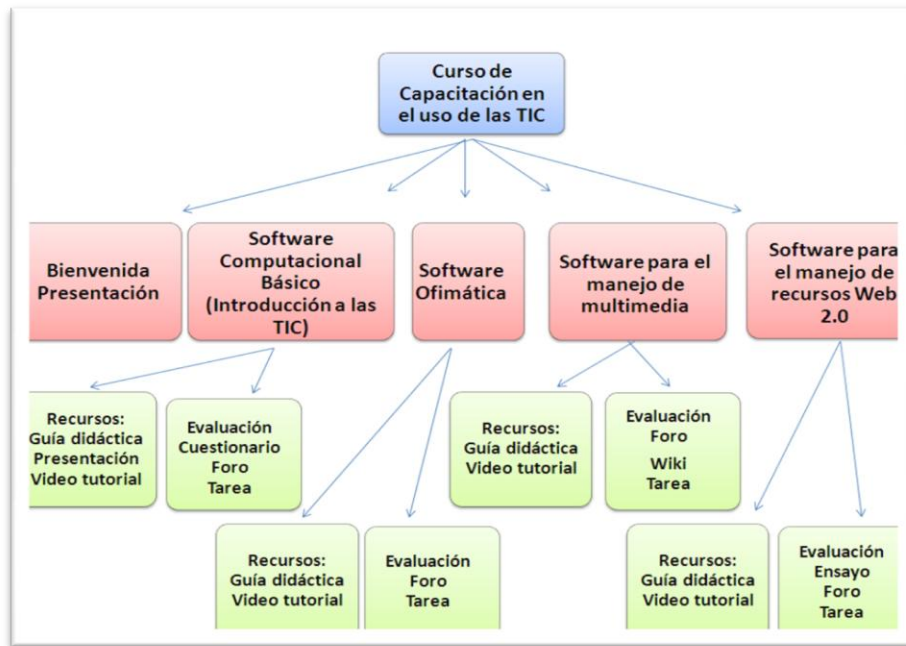 Curso de
Capacitación en
el uso de las TIC
Bienvenida
Presentación
Software
Computacional
Básico
(Introducción a las
TIC)
Software
Ofimática
Software para el
manejo de
multimedia
Software para
el manejo de
recursos Web
2.0
Recursos:
Guía didáctica
Presentación
Video tutorial
Evaluación
Cuestionario
Foro
Tarea
Recursos:
Guía didáctica
Video tutorial
Evaluación
Foro
Tarea
Recursos:
Guía didáctica
Video tutorial
Evaluación
Foro
Wiki
Tarea
Recursos:
Guía didáctica
Video tutorial
Evaluación
Ensayo
Foro
Tarea